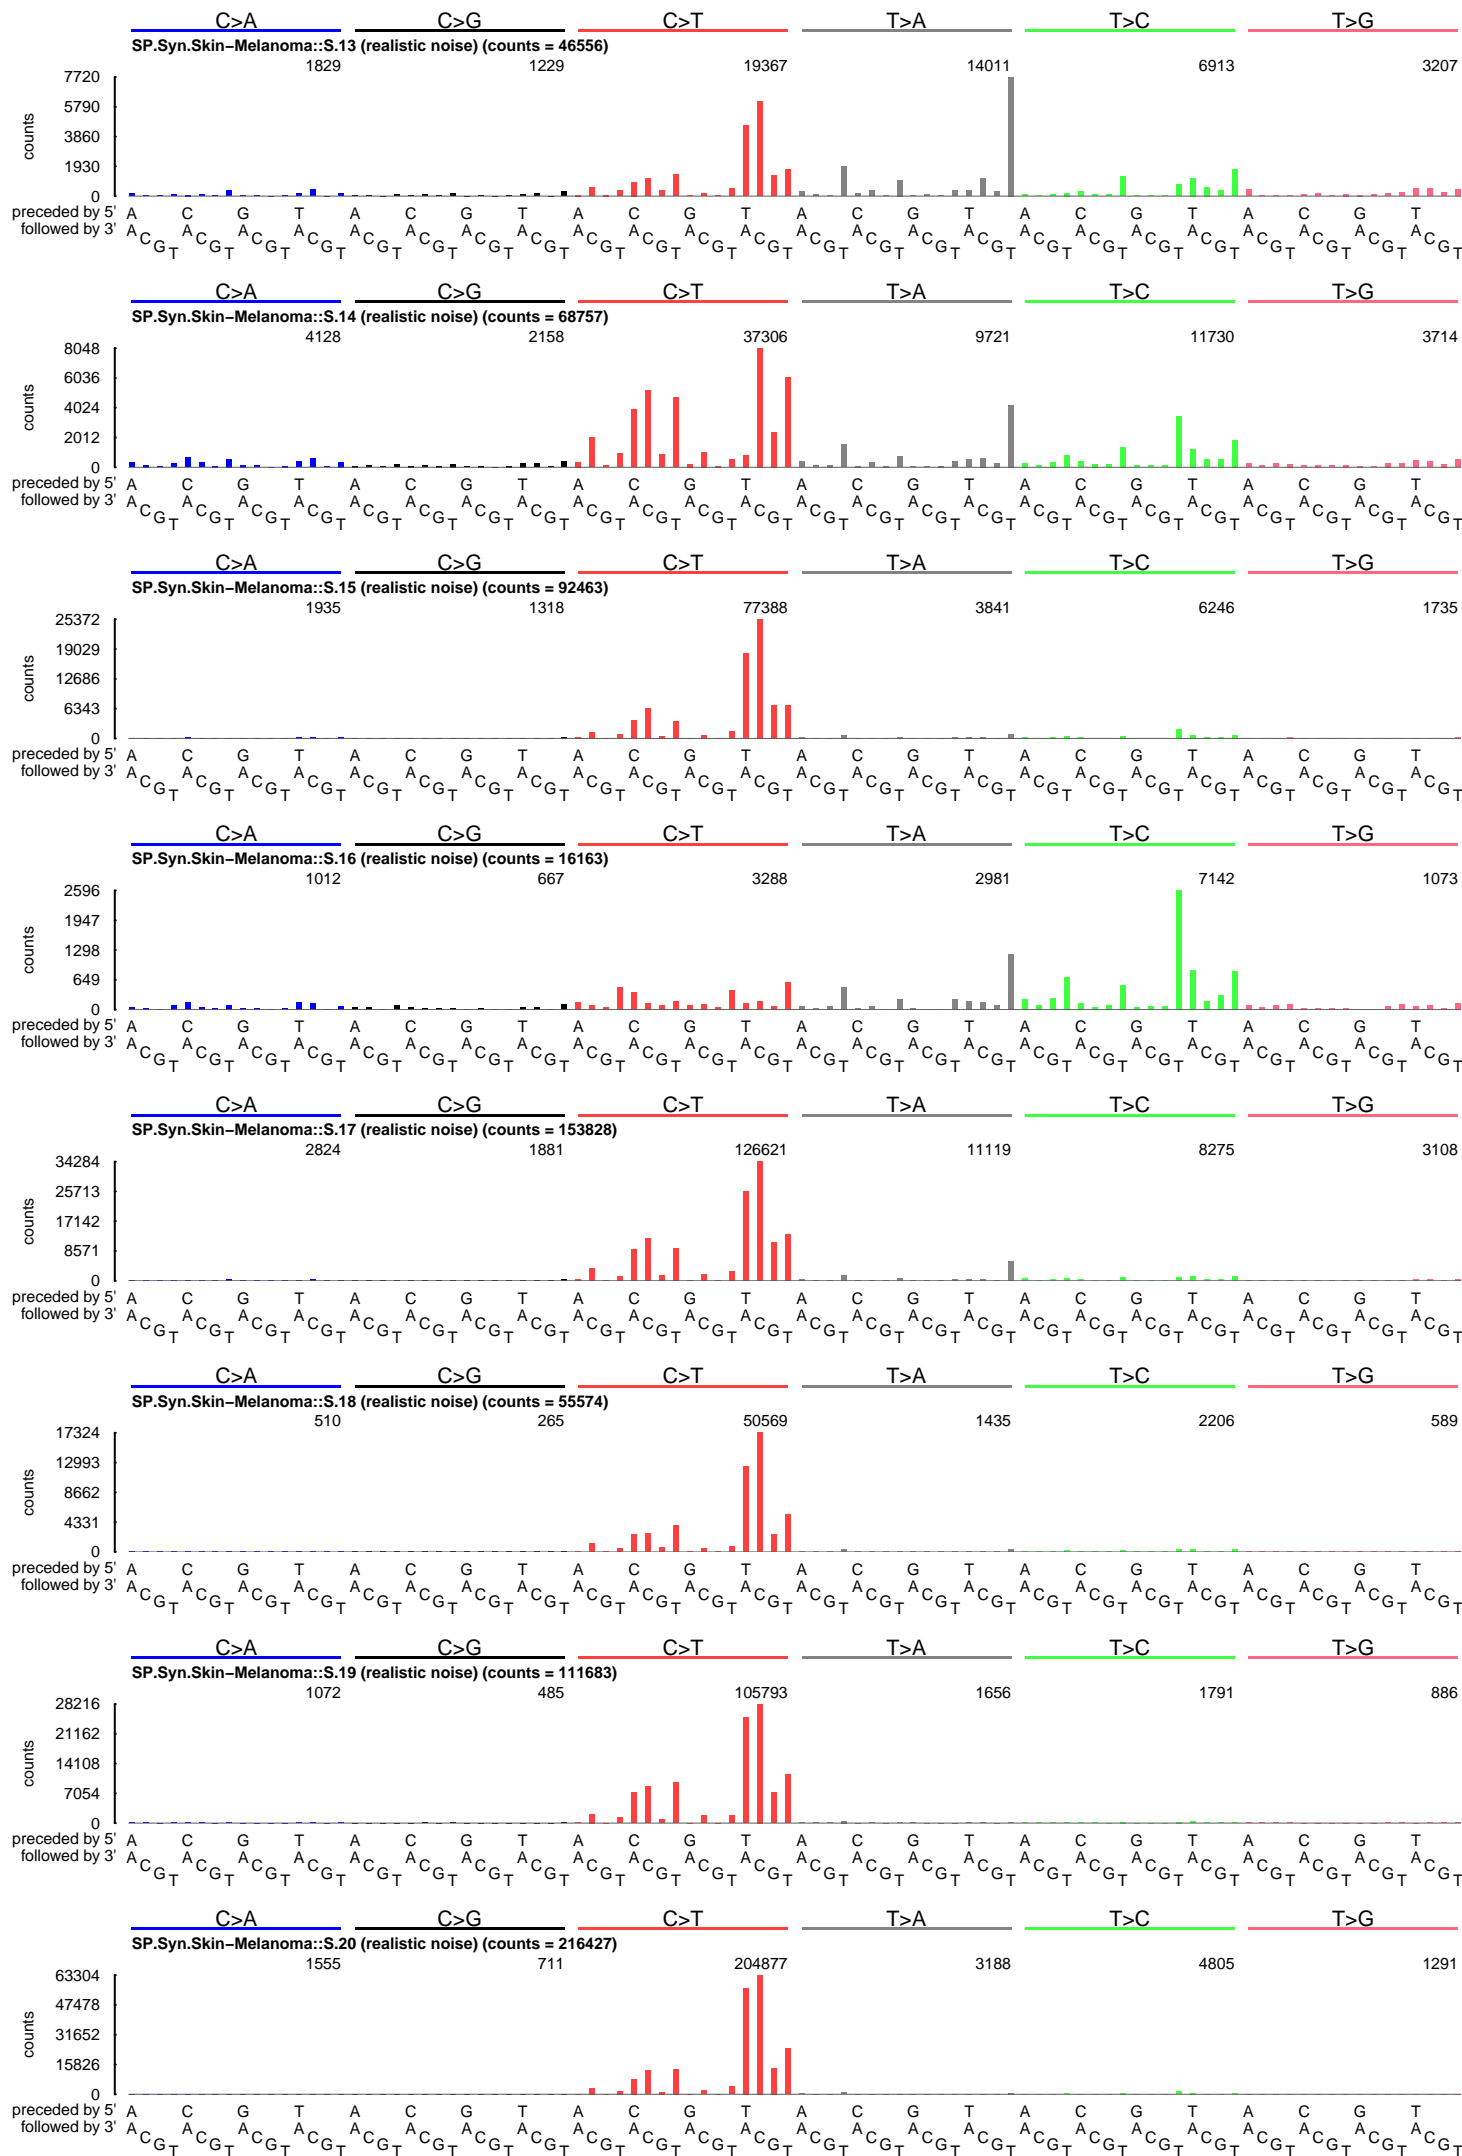 C>A C>G C>T T>A T>C T>G
SP.Syn.Skin−Melanoma::S.13 (realistic noise) (counts = 46556)
1829 1229 19367 14011 6913 3207
7720
5790
3860
1930
0
counts
preceded by 5' A C G T A C G T A C G T A C G T A C G T A C G T
followed by 3' A C G T A C G T A C G T A C G T A C G T A C G T A C G T A C G T A C G T A C G T A C G T A C G T A C G T A C G T A C G T A C G T A C G T A C G T A C G T A C G T A C G T A C G T A C G T A C G T
C>A C>G C>T T>A T>C T>G
SP.Syn.Skin−Melanoma::S.14 (realistic noise) (counts = 68757)
4128 2158 37306 9721 11730 3714
8048
6036
4024
2012
0
counts
preceded by 5' A C G T A C G T A C G T A C G T A C G T A C G T
followed by 3' A C G T A C G T A C G T A C G T A C G T A C G T A C G T A C G T A C G T A C G T A C G T A C G T A C G T A C G T A C G T A C G T A C G T A C G T A C G T A C G T A C G T A C G T A C G T A C G T
C>A C>G C>T T>A T>C T>G
SP.Syn.Skin−Melanoma::S.15 (realistic noise) (counts = 92463)
1935 1318 77388 3841 6246 1735
25372
19029
12686
6343
0
counts
preceded by 5' A C G T A C G T A C G T A C G T A C G T A C G T
followed by 3' A C G T A C G T A C G T A C G T A C G T A C G T A C G T A C G T A C G T A C G T A C G T A C G T A C G T A C G T A C G T A C G T A C G T A C G T A C G T A C G T A C G T A C G T A C G T A C G T
C>A C>G C>T T>A T>C T>G
SP.Syn.Skin−Melanoma::S.16 (realistic noise) (counts = 16163)
1012 667 3288 2981 7142 1073
2596
1947
1298
649
0
counts
preceded by 5' A C G T A C G T A C G T A C G T A C G T A C G T
followed by 3' A C G T A C G T A C G T A C G T A C G T A C G T A C G T A C G T A C G T A C G T A C G T A C G T A C G T A C G T A C G T A C G T A C G T A C G T A C G T A C G T A C G T A C G T A C G T A C G T
C>A C>G C>T T>A T>C T>G
SP.Syn.Skin−Melanoma::S.17 (realistic noise) (counts = 153828)
2824 1881 126621 11119 8275 3108
34284
25713
17142
8571
0
counts
preceded by 5' A C G T A C G T A C G T A C G T A C G T A C G T
followed by 3' A C G T A C G T A C G T A C G T A C G T A C G T A C G T A C G T A C G T A C G T A C G T A C G T A C G T A C G T A C G T A C G T A C G T A C G T A C G T A C G T A C G T A C G T A C G T A C G T
C>A C>G C>T T>A T>C T>G
SP.Syn.Skin−Melanoma::S.18 (realistic noise) (counts = 55574)
510 265 50569 1435 2206 589
17324
12993
8662
4331
0
counts
preceded by 5' A C G T A C G T A C G T A C G T A C G T A C G T
followed by 3' A C G T A C G T A C G T A C G T A C G T A C G T A C G T A C G T A C G T A C G T A C G T A C G T A C G T A C G T A C G T A C G T A C G T A C G T A C G T A C G T A C G T A C G T A C G T A C G T
C>A C>G C>T T>A T>C T>G
SP.Syn.Skin−Melanoma::S.19 (realistic noise) (counts = 111683)
1072 485 105793 1656 1791 886
28216
21162
14108
7054
0
counts
preceded by 5' A C G T A C G T A C G T A C G T A C G T A C G T
followed by 3' A C G T A C G T A C G T A C G T A C G T A C G T A C G T A C G T A C G T A C G T A C G T A C G T A C G T A C G T A C G T A C G T A C G T A C G T A C G T A C G T A C G T A C G T A C G T A C G T
C>A C>G C>T T>A T>C T>G
SP.Syn.Skin−Melanoma::S.20 (realistic noise) (counts = 216427)
1555 711 204877 3188 4805 1291
63304
47478
31652
15826
0
counts
preceded by 5' A C G T A C G T A C G T A C G T A C G T A C G T
followed by 3' A C G T A C G T A C G T A C G T A C G T A C G T A C G T A C G T A C G T A C G T A C G T A C G T A C G T A C G T A C G T A C G T A C G T A C G T A C G T A C G T A C G T A C G T A C G T A C G T